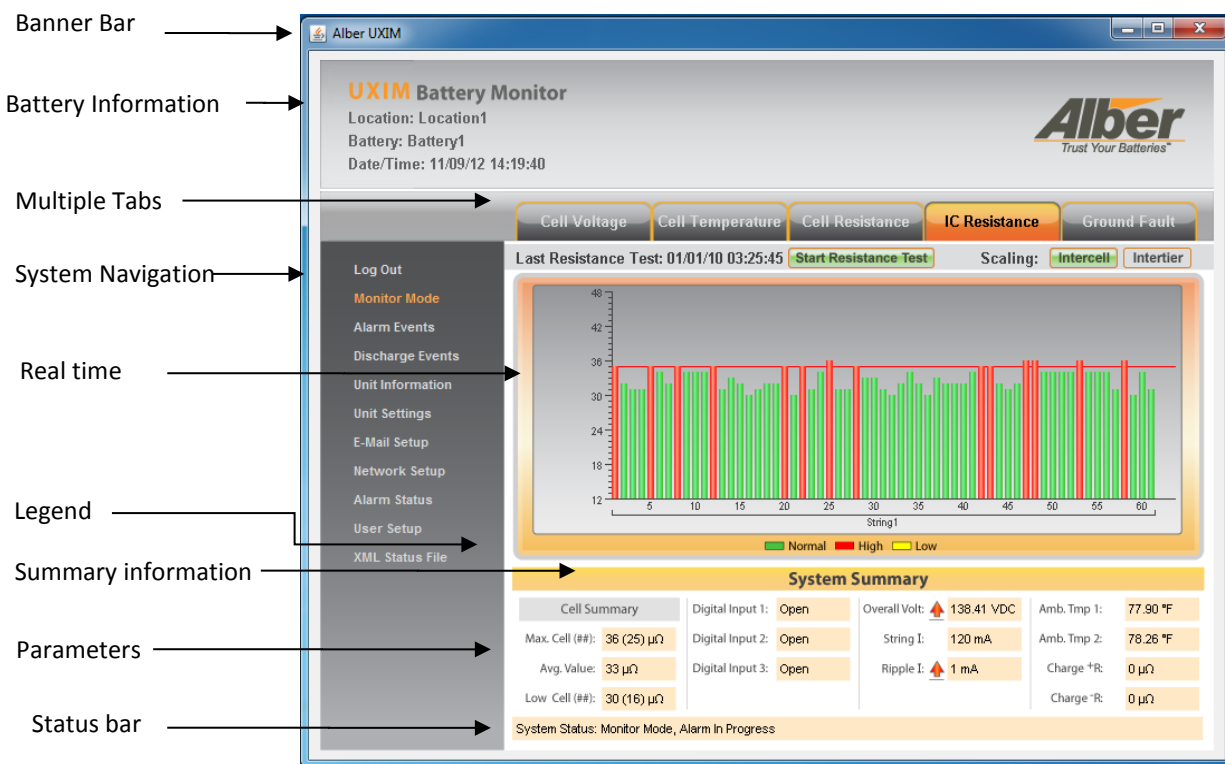 Banner Bar
Battery Information
Multiple Tabs
System Navigation
Real time
Legend
Summary information
Parameters
Status bar
Alber UXIM
UXIM Battery Monitor
Location: Location1
Battery: Battery1
Date/Time: 11/09/12 14:19:40
Alber
Trust Your Batteries™
Cell Voltage Cell Temperature Cell Resistance IC Resistance Ground Fault
Log Out
Monitor Mode
Alarm Events
Discharge Events
Unit Information
Unit Settings
E-Mail Setup
Network Setup
Alarm Status
User Setup
XML Status File
Last Resistance Test: 01/01/10 03:25:45 Start Resistance Test Scaling: Intercell Intertier
48
42
36
30
24
18
12
5 10 15 20 25 30 35 40 45 50 55 60
String1
Normal High Low
System Summary
Cell Summary Digital Input 1: Open Overall Volt: 138.41 VDC Amb. Tmp 1: 77.90 °F
Max. Cell (##): 36 (25) µΩ Digital Input 2: Open String I: 120 mA Amb. Tmp 2: 78.26 °F
Avg. Value: 33 µΩ Digital Input 3: Open Ripple I: 1 mA Charge +R: 0 µΩ
Low Cell (##): 30 (16) µΩ Charge -R: 0 µΩ
System Status: Monitor Mode, Alarm In Progress